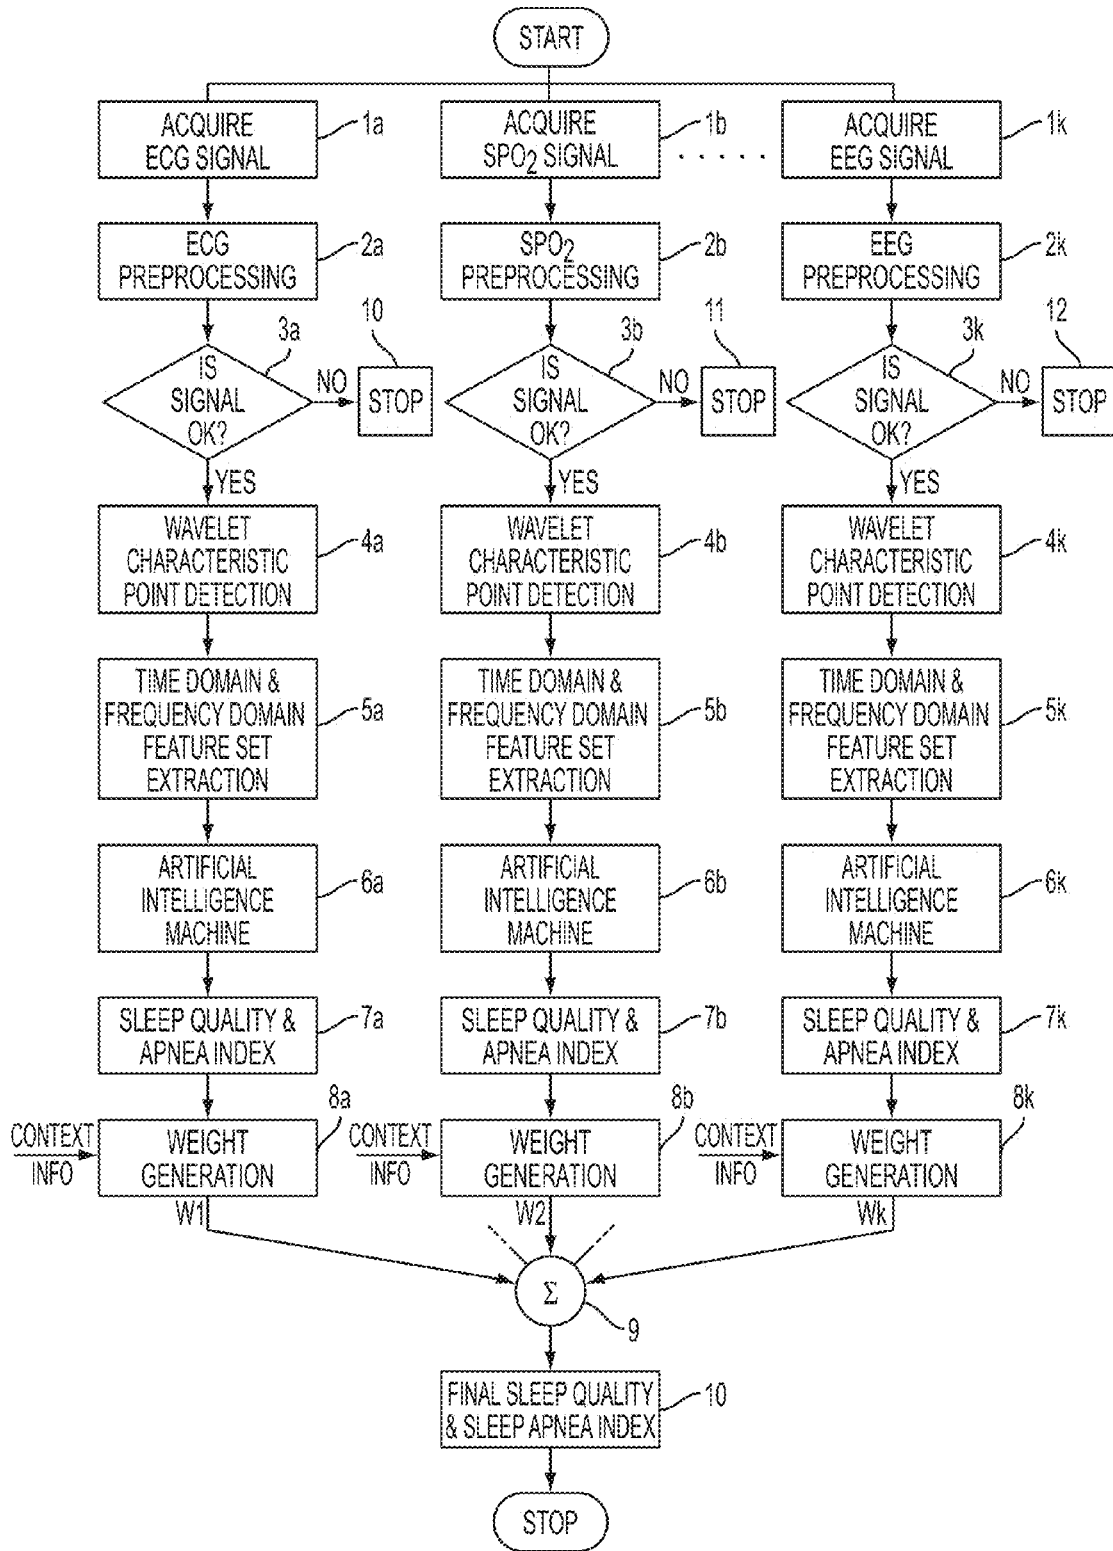 START
ACQUIRE
ECG SIGNAL
1a
ACQUIRE
SPO2 SIGNAL
1b
. . . . .
ACQUIRE
EEG SIGNAL
1k
ECG
PREPROCESSING
2a
SPO2
PREPROCESSING
2b
EEG
PREPROCESSING
2k
IS
SIGNAL
OK?
3a
NO
10
STOP
IS
SIGNAL
OK?
3b
NO
11
STOP
IS
SIGNAL
OK?
3k
NO
12
STOP
YES
YES
YES
WAVELET
CHARACTERISTIC
POINT DETECTION
4a
WAVELET
CHARACTERISTIC
POINT DETECTION
4b
WAVELET
CHARACTERISTIC
POINT DETECTION
4k
TIME DOMAIN &
FREQUENCY DOMAIN
FEATURE SET
EXTRACTION
5a
TIME DOMAIN &
FREQUENCY DOMAIN
FEATURE SET
EXTRACTION
5b
TIME DOMAIN &
FREQUENCY DOMAIN
FEATURE SET
EXTRACTION
5k
ARTIFICIAL
INTELLIGENCE
MACHINE
6a
ARTIFICIAL
INTELLIGENCE
MACHINE
6b
ARTIFICIAL
INTELLIGENCE
MACHINE
6k
SLEEP QUALITY &
APNEA INDEX
7a
SLEEP QUALITY &
APNEA INDEX
7b
SLEEP QUALITY &
APNEA INDEX
7k
CONTEXT
INFO
WEIGHT
GENERATION
8a
CONTEXT
INFO
WEIGHT
GENERATION
8b
CONTEXT
INFO
WEIGHT
GENERATION
8k
W1
W2
Wk
Σ
9
FINAL SLEEP QUALITY
& SLEEP APNEA INDEX
10
STOP